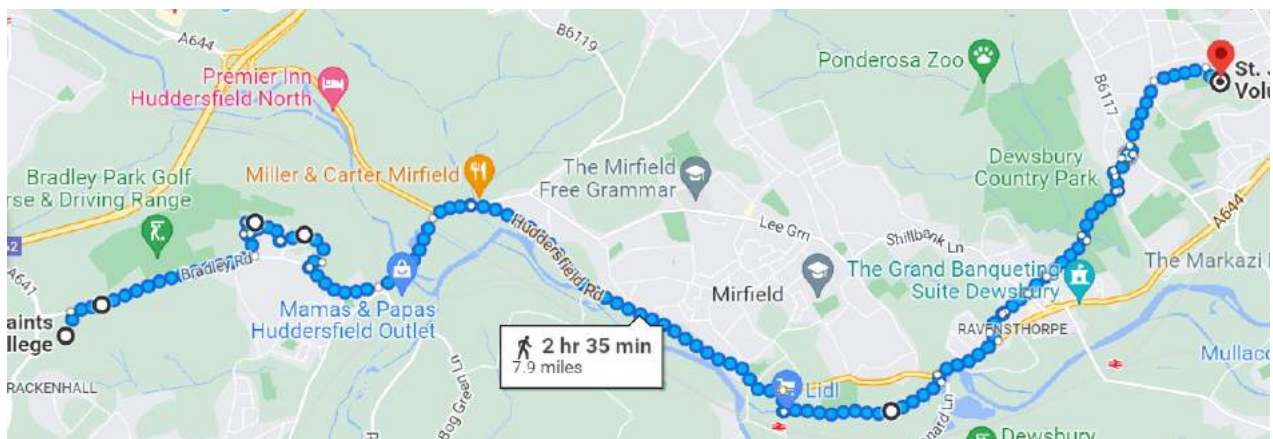 A644
B6119
Premier Inn
Huddersfield North
Ponderosa Zoo
St.
Volu
B6117
Bradley Park Golf
rse & Driving Range
Miller & Carter Mirfield
The Mirfield
Free Grammar
Dewsbury
Country Park
A644
Huddersfield Rd
Lee Grn
Shillbank Ln
Bradley Rd
A641
The Grand Banqueting
Suite Dewsbury
The Markazi
Mamas & Papas
Huddersfield Outlet
Mirfield
aints
llege
2 hr 35 min
7.9 miles
RAVENSTHORPE
Mullaco
RACKENHALL
Bog Green Ln
Lidl
nard Ln
Dewsbury